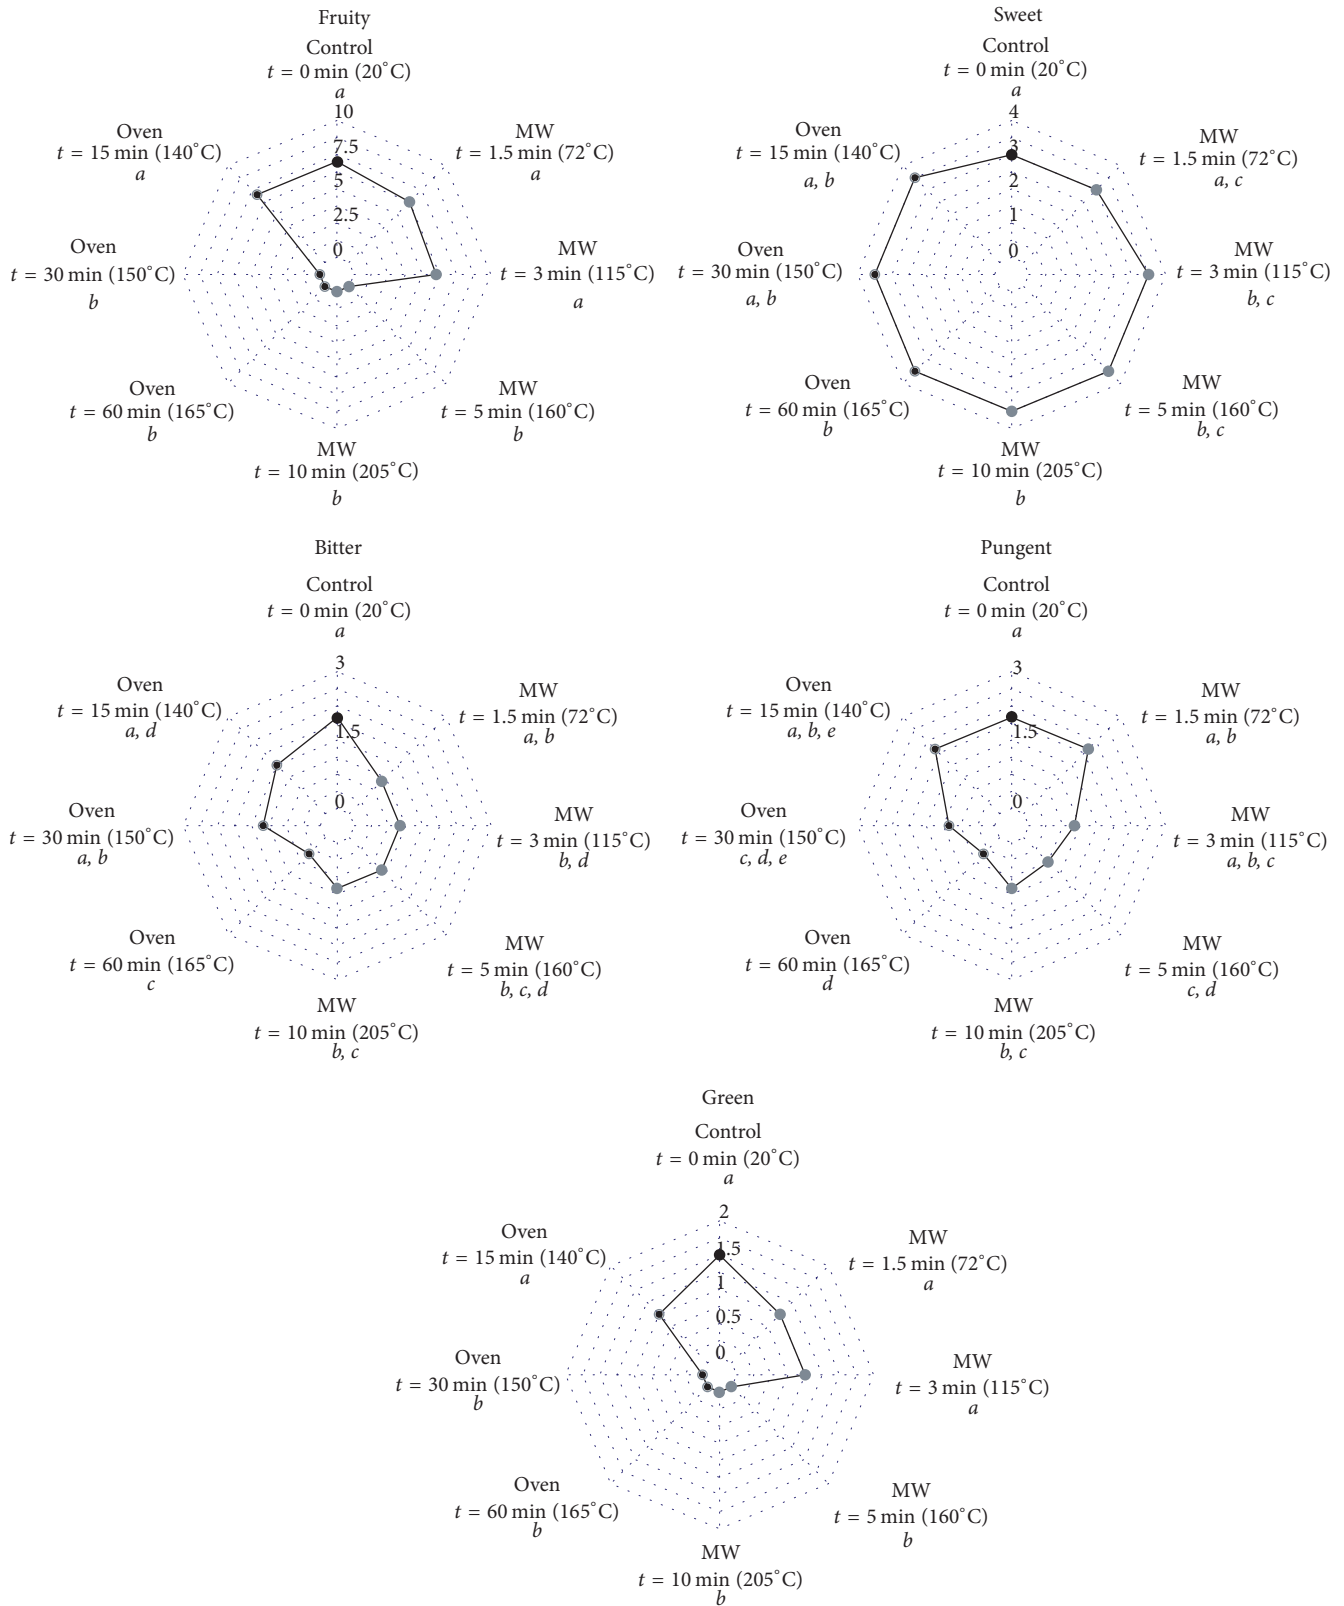 Fruity
Control
t = 0 min (20°C)
a
10
7.5
5
2.5
0
MW
t = 1.5 min (72°C)
a
MW
t = 3 min (115°C)
a
MW
t = 5 min (160°C)
b
MW
t = 10 min (205°C)
b
Oven
t = 60 min (165°C)
b
Oven
t = 30 min (150°C)
b
Oven
t = 15 min (140°C)
a
Sweet
Control
t = 0 min (20°C)
a
4
3
2
1
0
MW
t = 1.5 min (72°C)
a, c
MW
t = 3 min (115°C)
b, c
MW
t = 5 min (160°C)
b, c
MW
t = 10 min (205°C)
b
Oven
t = 60 min (165°C)
b
Oven
t = 30 min (150°C)
a, b
Oven
t = 15 min (140°C)
a, b
Bitter
Control
t = 0 min (20°C)
a
3
1.5
0
MW
t = 1.5 min (72°C)
a, b
MW
t = 3 min (115°C)
b, d
MW
t = 5 min (160°C)
b, c, d
MW
t = 10 min (205°C)
b, c
Oven
t = 60 min (165°C)
c
Oven
t = 30 min (150°C)
a, b
Oven
t = 15 min (140°C)
a, d
Pungent
Control
t = 0 min (20°C)
a
3
1.5
0
MW
t = 1.5 min (72°C)
a, b
MW
t = 3 min (115°C)
a, b, c
MW
t = 5 min (160°C)
c, d
MW
t = 10 min (205°C)
b, c
Oven
t = 60 min (165°C)
d
Oven
t = 30 min (150°C)
c, d, e
Oven
t = 15 min (140°C)
a, b, e
Green
Control
t = 0 min (20°C)
a
2
1.5
1
0.5
0
MW
t = 1.5 min (72°C)
a
MW
t = 3 min (115°C)
a
MW
t = 5 min (160°C)
b
MW
t = 10 min (205°C)
b
Oven
t = 60 min (165°C)
b
Oven
t = 30 min (150°C)
b
Oven
t = 15 min (140°C)
a